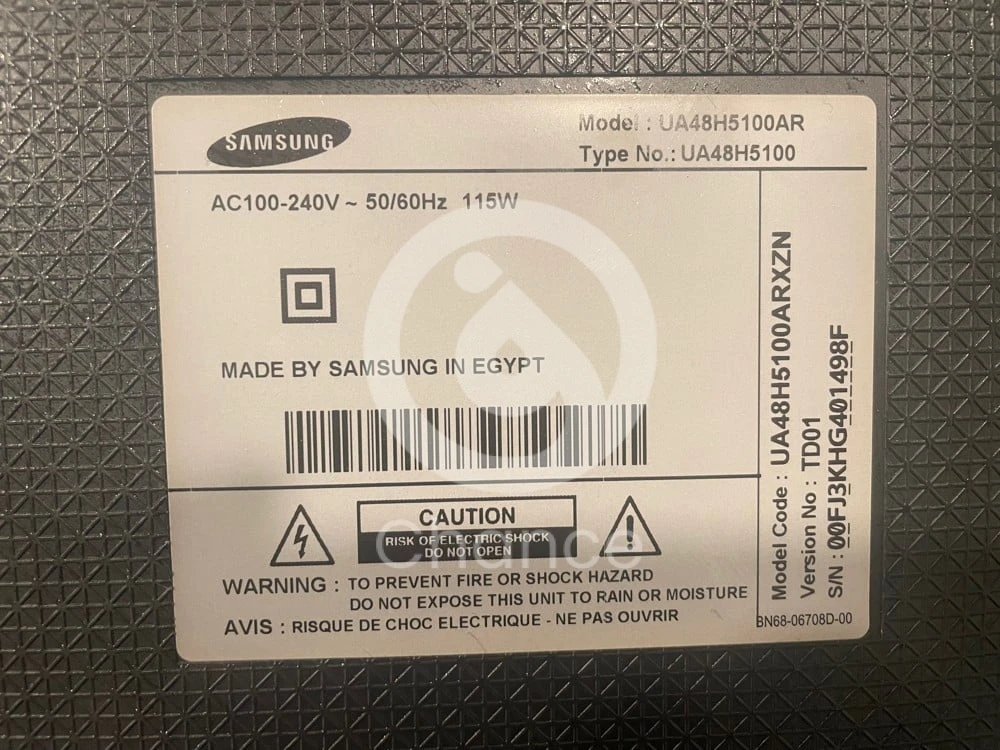 SAMSUNG
Model : UA48H5100AR
Type No.: UA48H5100
AC100-240V ~ 50/60Hz 115W
MADE BY SAMSUNG IN EGYPT
CAUTION
RISK OF ELECTRIC SHOCK
DO NOT OPEN
WARNING : TO PREVENT FIRE OR SHOCK HAZARD
DO NOT EXPOSE THIS UNIT TO RAIN OR MOISTURE
AVIS : RISQUE DE CHOC ELECTRIQUE - NE PAS OUVRIR
Model Code : UA48H5100ARXZN
Version No : TD01
S/N : 00FJ3KHG401498F
BN68-06708D-00
Chance